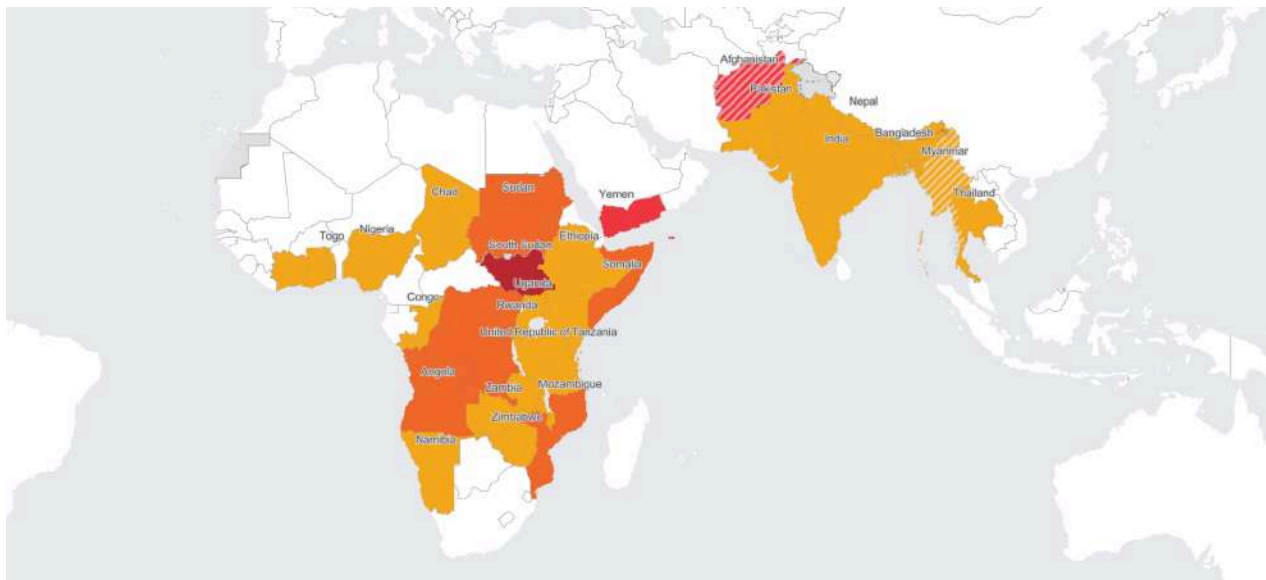 Afghanistan
Pakistan
Nepal
India
Bangladesh
Myanmar
Thailand
Yemen
Chad
Sudan
Nigeria
Togo
Ethiopia
South Sudan
Somalia
Uganda
Congo
Rwanda
United Republic of Tanzania
Angola
Zambia
Mozambique
Zimbabwe
Namibia